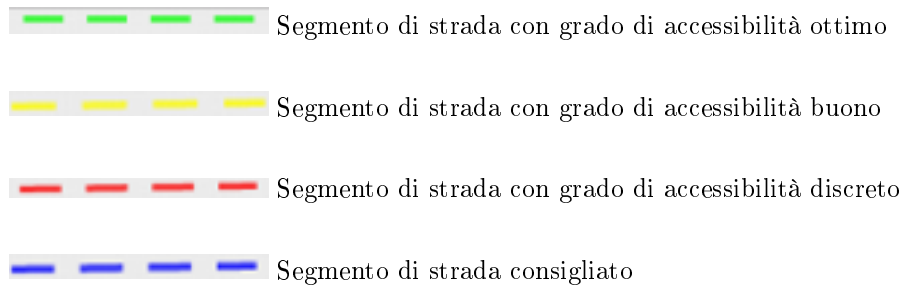 Segmento di strada con grado di accessibilità ottimo
Segmento di strada con grado di accessibilità buono
Segmento di strada con grado di accessibilità discreto
Segmento di strada consigliato